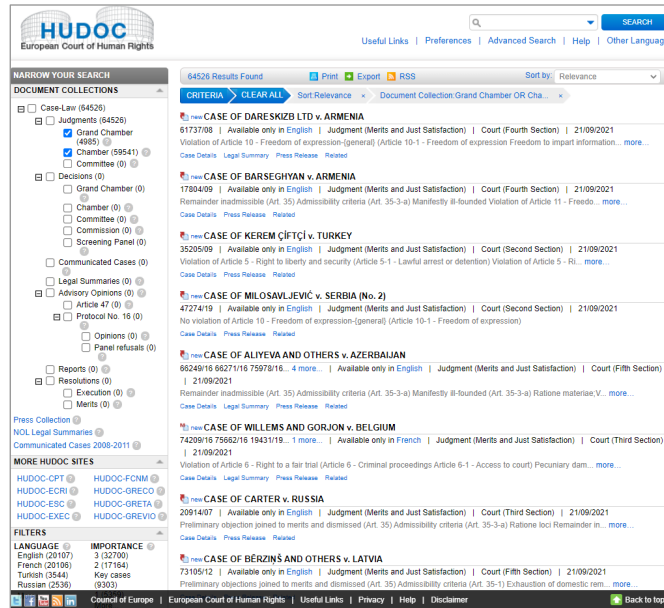 HUDOC
European Court of Human Rights
SEARCH
Useful Links | Preferences | Advanced Search | Help | Other Languag
NARROW YOUR SEARCH
DOCUMENT COLLECTIONS
Case-Law (64526)
Judgments (64526)
Grand Chamber
(4985)
Chamber (59541)
Committee (0)
Decisions (0)
Grand Chamber (0)
Chamber (0)
Committee (0)
Commission (0)
Screening Panel (0)
Communicated Cases (0)
Legal Summaries (0)
Advisory Opinions (0)
Article 47 (0)
Protocol No. 16 (0)
Opinions (0)
Panel refusals (0)
Reports (0)
Resolutions (0)
Execution (0)
Merits (0)
Press Collection
NOL Legal Summaries
Communicated Cases 2008-2011
MORE HUDOC SITES
HUDOC-CPT HUDOC-FCNM
HUDOC-ECRI HUDOC-GRECO
HUDOC-ESC HUDOC-GRETA
HUDOC-EXEC HUDOC-GREVIO
FILTERS
LANGUAGE IMPORTANCE
English (20107) 3 (32700)
French (20106) 2 (17164)
Turkish (3544) Key cases
Russian (2536) (9303)
64526 Results Found Print Export RSS Sort by: Relevance
CRITERIA CLEAR ALL Sort:Relevance × Document Collection:Grand Chamber OR Cha... ×
new CASE OF DARESKIZB LTD v. ARMENIA
61737/08 | Available only in English | Judgment (Merits and Just Satisfaction) | Court (Fourth Section) | 21/09/2021
Violation of Article 10 - Freedom of expression-{general} (Article 10-1 - Freedom of expression Freedom to impart information... more...
Case Details Legal Summary Press Release Related
new CASE OF BARSEGHYAN v. ARMENIA
17804/09 | Available only in English | Judgment (Merits and Just Satisfaction) | Court (Fourth Section) | 21/09/2021
Remainder inadmissible (Art. 35) Admissibility criteria (Art. 35-3-a) Manifestly ill-founded Violation of Article 11 - Freedo... more...
Case Details Press Release Related
new CASE OF KEREM ÇİFTÇİ v. TURKEY
35205/09 | Available only in English | Judgment (Merits and Just Satisfaction) | Court (Second Section) | 21/09/2021
Violation of Article 5 - Right to liberty and security (Article 5-1 - Lawful arrest or detention) Violation of Article 5 - Ri... more...
Case Details Press Release Related
new CASE OF MILOSAVLJEVIĆ v. SERBIA (No. 2)
47274/19 | Available only in English | Judgment (Merits and Just Satisfaction) | Court (Second Section) | 21/09/2021
No violation of Article 10 - Freedom of expression-{general} (Article 10-1 - Freedom of expression)
Case Details Press Release Related
new CASE OF ALIYEVA AND OTHERS v. AZERBAIJAN
66249/16 66271/16 75978/16... 4 more... | Available only in English | Judgment (Merits and Just Satisfaction) | Court (Fifth Section)
| 21/09/2021
Remainder inadmissible (Art. 35) Admissibility criteria (Art. 35-3-a) Manifestly ill-founded (Art. 35-3-a) Ratione materiae;V... more...
Case Details Legal Summary Press Release Related
new CASE OF WILLEMS AND GORJON v. BELGIUM
74209/16 75662/16 19431/19... 1 more... | Available only in French | Judgment (Merits and Just Satisfaction) | Court (Third Section)
| 21/09/2021
Violation of Article 6 - Right to a fair trial (Article 6 - Criminal proceedings Article 6-1 - Access to court) Pecuniary dam... more...
Case Details Legal Summary Press Release Related
new CASE OF CARTER v. RUSSIA
20914/07 | Available only in English | Judgment (Merits and Just Satisfaction) | Court (Third Section) | 21/09/2021
Preliminary objection joined to merits and dismissed (Art. 35) Admissibility criteria (Art. 35-3-a) Ratione loci Remainder in... more...
Case Details Legal Summary Press Release Related
new CASE OF BĒRZIŅŠ AND OTHERS v. LATVIA
73105/12 | Available only in English | Judgment (Merits and Just Satisfaction) | Court (Fifth Section) | 21/09/2021
Preliminary objections joined to merits and dismissed (Art. 35) Admissibility criteria (Art. 35-1) Exhaustion of domestic rem... more...
Council of Europe | European Court of Human Rights | Useful Links | Privacy | Help | Disclaimer
Back to top